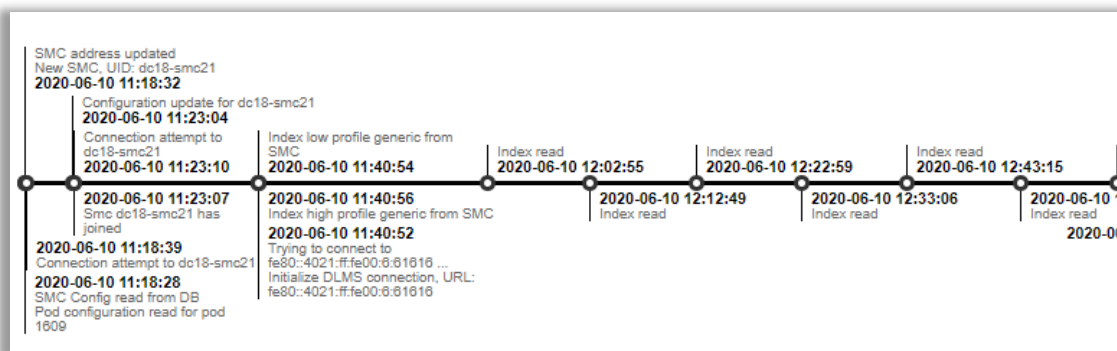 SMC address updated
New SMC, UID: dc18-smc21
2020-06-10 11:18:32
Configuration update for dc18-smc21
2020-06-10 11:23:04
Connection attempt to
dc18-smc21
2020-06-10 11:23:10
Index low profile generic from
SMC
2020-06-10 11:40:54
Index read
2020-06-10 12:02:55
Index read
2020-06-10 12:22:59
Index read
2020-06-10 12:43:15
2020-06-10 11:23:07
Smc dc18-smc21 has
joined
2020-06-10 11:18:39
Connection attempt to dc18-smc21
2020-06-10 11:18:28
SMC Config read from DB
Pod configuration read for pod
1609
2020-06-10 11:40:56
Index high profile generic from SMC
2020-06-10 11:40:52
Trying to connect to
fe80::4021:ff:fe00:6:61616 ...
Initialize DLMS connection, URL:
fe80::4021:ff:fe00:6:61616
2020-06-10 12:12:49
Index read
2020-06-10 12:33:06
Index read
2020-06-10
Index read